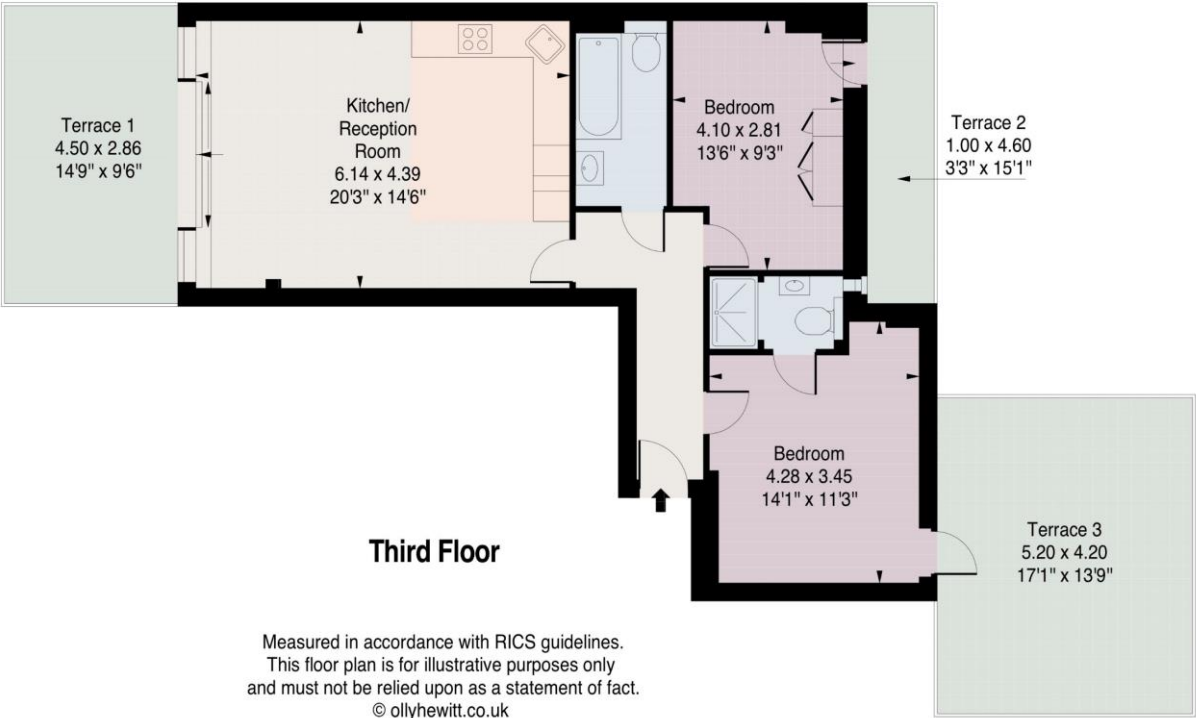 Terrace 1
4.50 x 2.86
14'9" x 9'6"
Kitchen/
Reception
Room
6.14 x 4.39
20'3" x 14'6"
Bedroom
4.10 x 2.81
13'6" x 9'3"
Terrace 2
1.00 x 4.60
3'3" x 15'1"
Bedroom
4.28 x 3.45
14'1" x 11'3"
Terrace 3
5.20 x 4.20
17'1" x 13'9"
Third Floor
Measured in accordance with RICS guidelines.
This floor plan is for illustrative purposes only
and must not be relied upon as a statement of fact.
© ollyhewitt.co.uk